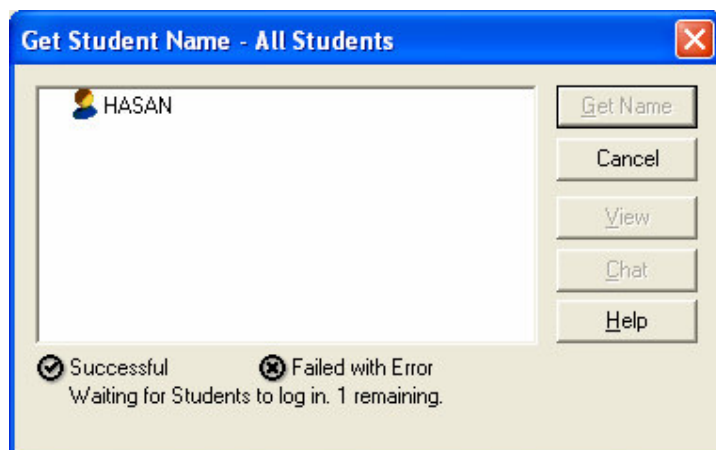 Get Student Name - All Students
HASAN
Get Name
Cancel
View
Chat
Help
Successful Failed with Error
Waiting for Students to log in. 1 remaining.